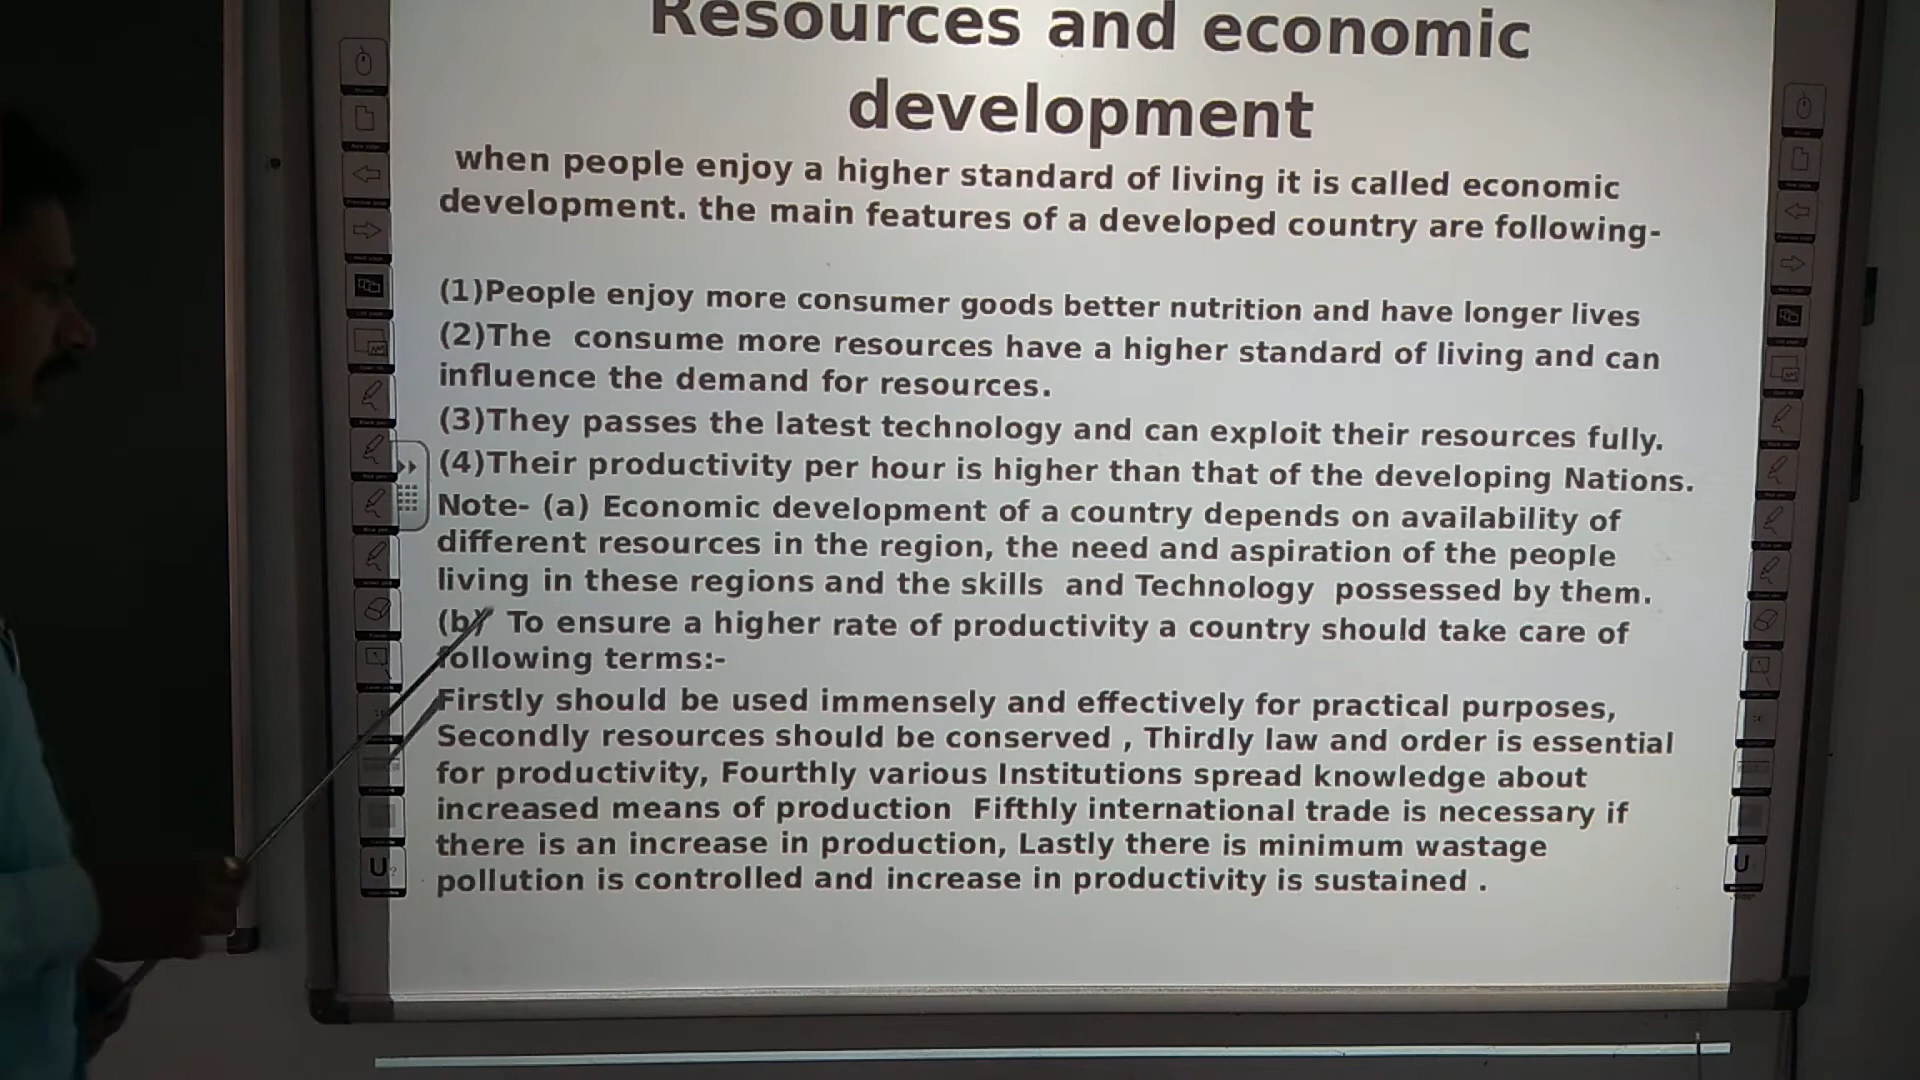 Resources and economic
development
when people enjoy a higher standard of living it is called economic
development. the main features of a developed country are following-
(1)People enjoy more consumer goods better nutrition and have longer lives
(2)The consume more resources have a higher standard of living and can
influence the demand for resources.
(3)They passes the latest technology and can exploit their resources fully.
(4)Their productivity per hour is higher than that of the developing Nations.
Note- (a) Economic development of a country depends on availability of
different resources in the region, the need and aspiration of the people
living in these regions and the skills and Technology possessed by them.
(b) To ensure a higher rate of productivity a country should take care of
following terms:-
Firstly should be used immensely and effectively for practical purposes,
Secondly resources should be conserved , Thirdly law and order is essential
for productivity, Fourthly various Institutions spread knowledge about
increased means of production Fifthly international trade is necessary if
there is an increase in production, Lastly there is minimum wastage
pollution is controlled and increase in productivity is sustained .